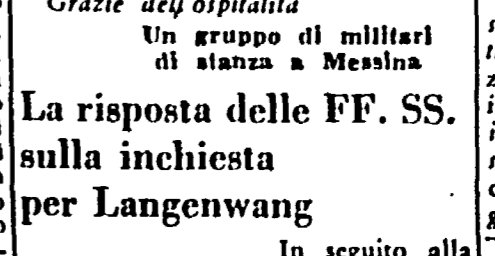 Grazie dell'ospitalità
Un gruppo di militari
di stanza a Messina
La risposta delle FF. SS.
sulla inchiesta
per Langenwang
In seguito alla